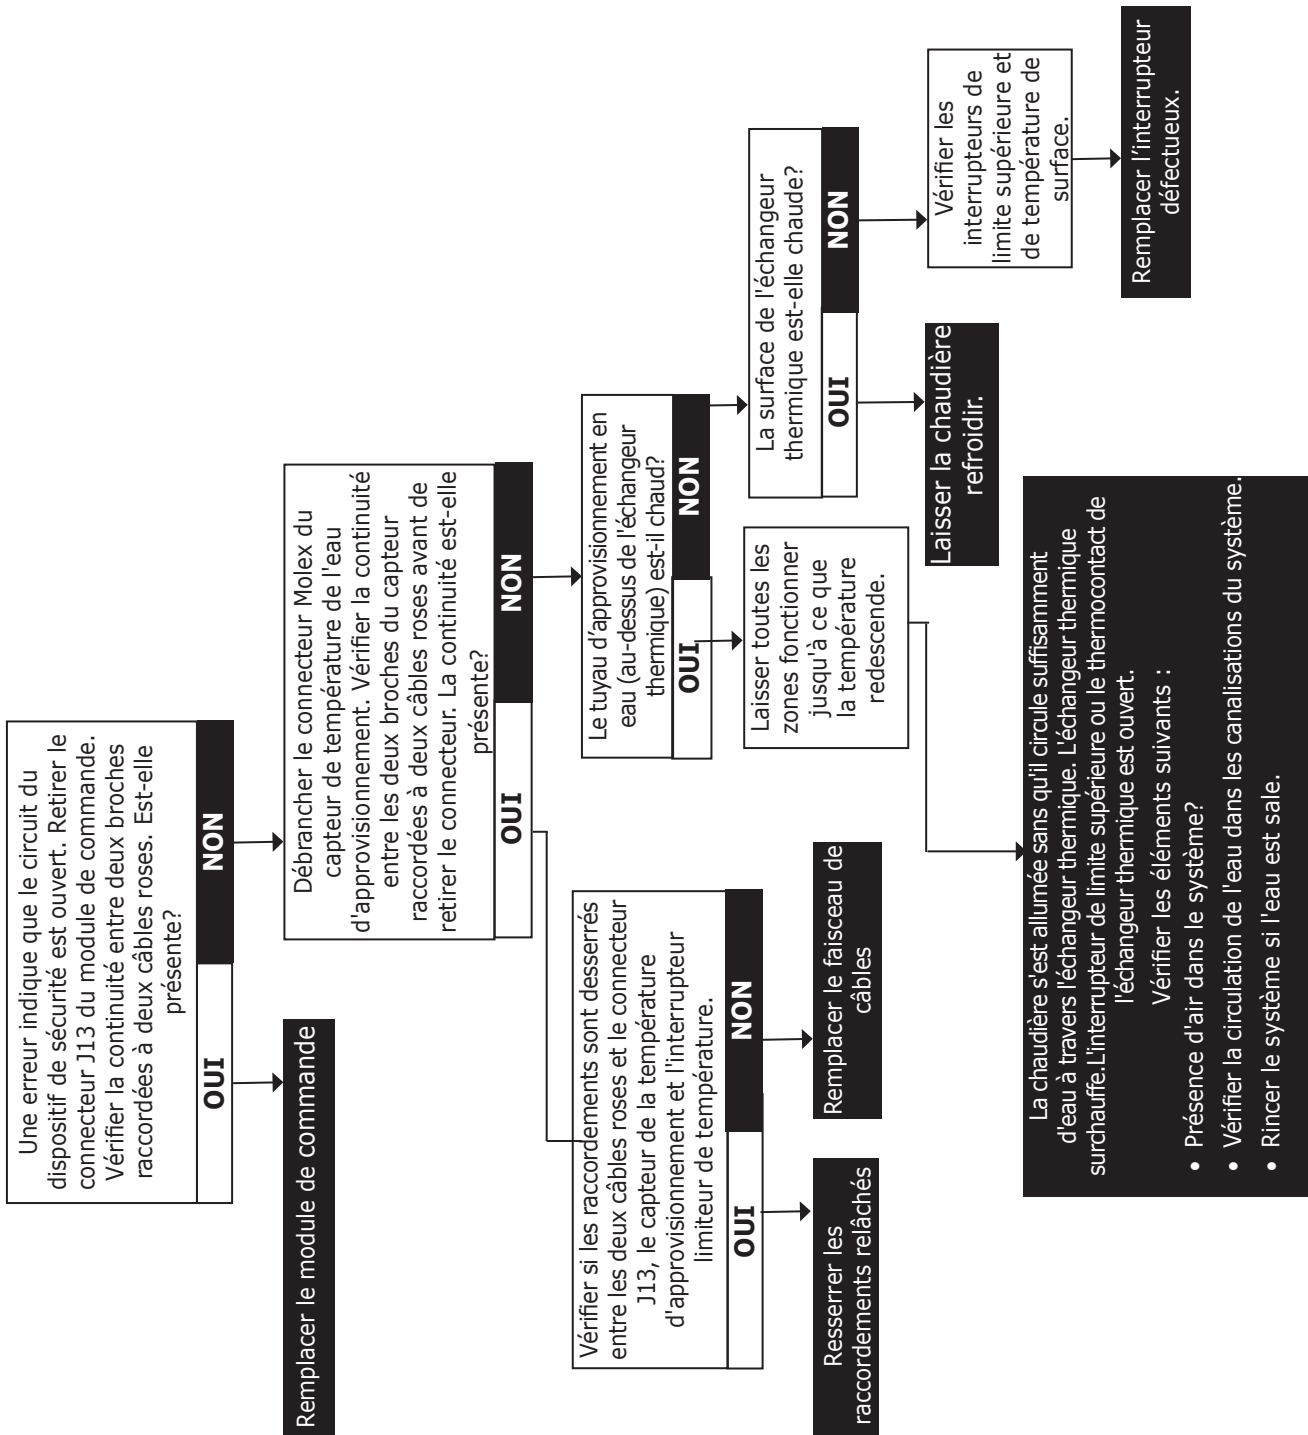 Une erreur indique que le circuit du
dispositif de sécurité est ouvert. Retirer le
connecteur J13 du module de commande.
Vérifier la continuité entre deux broches
raccordées à deux câbles roses. Est-elle
présente?
OUI
NON
Remplacer le module de commande
Débrancher le connecteur Molex du
capteur de température de l'eau
d'approvisionnement. Vérifier la continuité
entre les deux broches du capteur
raccordées à deux câbles roses avant de
retirer le connecteur. La continuité est-elle
présente?
OUI
NON
Vérifier si les raccordements sont desserrés
entre les deux câbles roses et le connecteur
J13, le capteur de la température
d'approvisionnement et l'interrupteur
limiteur de température.
OUI
NON
Resserrer les
raccordements relâchés
Remplacer le faisceau de
câbles
Le tuyau d’approvisionnement en
eau (au-dessus de l'échangeur
thermique) est-il chaud?
OUI
NON
Laisser toutes les
zones fonctionner
jusqu'à ce que
la température
redescende.
La chaudière s'est allumée sans qu'il circule suffisamment
d'eau à travers l'échangeur thermique. L'échangeur thermique
surchauffe.L'interrupteur de limite supérieure ou le thermocontact de
l'échangeur thermique est ouvert.
Vérifier les éléments suivants :
• Présence d'air dans le système?
• Vérifier la circulation de l'eau dans les canalisations du système.
• Rincer le système si l'eau est sale.
La surface de l'échangeur
thermique est-elle chaude?
OUI
NON
Laisser la chaudière
refroidir.
Vérifier les
interrupteurs de
limite supérieure et
de température de
surface.
Remplacer l’interrupteur
défectueux.